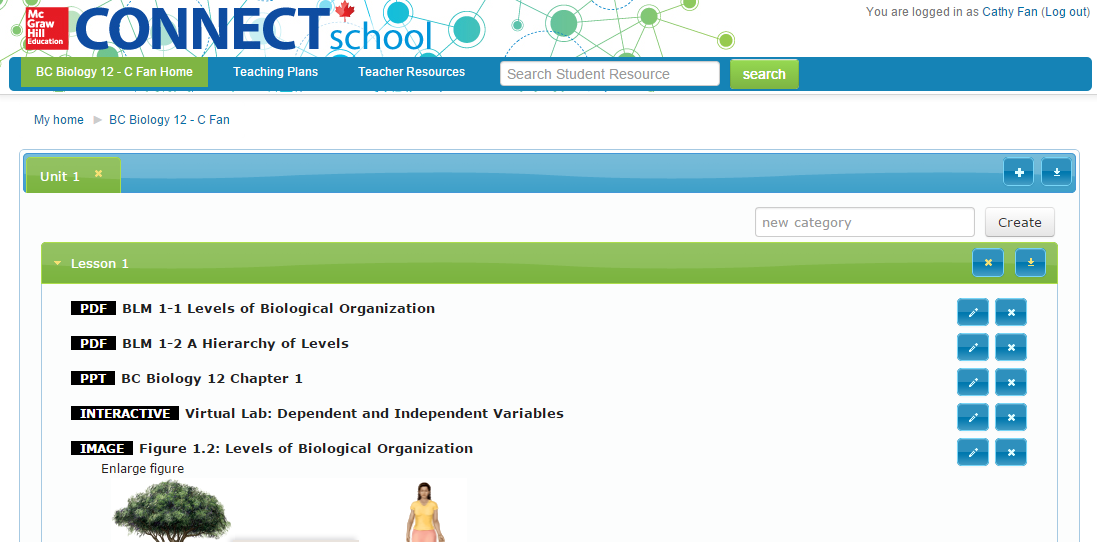 Mc
Graw
Hill
Education
CONNECT
school
You are logged in as Cathy Fan (Log out)
BC Biology 12 - C Fan Home
Teaching Plans
Teacher Resources
Search Student Resource
search
My home
BC Biology 12 - C Fan
Unit 1
new category
Create
Lesson 1
PDF BLM 1-1 Levels of Biological Organization
PDF BLM 1-2 A Hierarchy of Levels
PPT BC Biology 12 Chapter 1
INTERACTIVE Virtual Lab: Dependent and Independent Variables
IMAGE Figure 1.2: Levels of Biological Organization
Enlarge figure